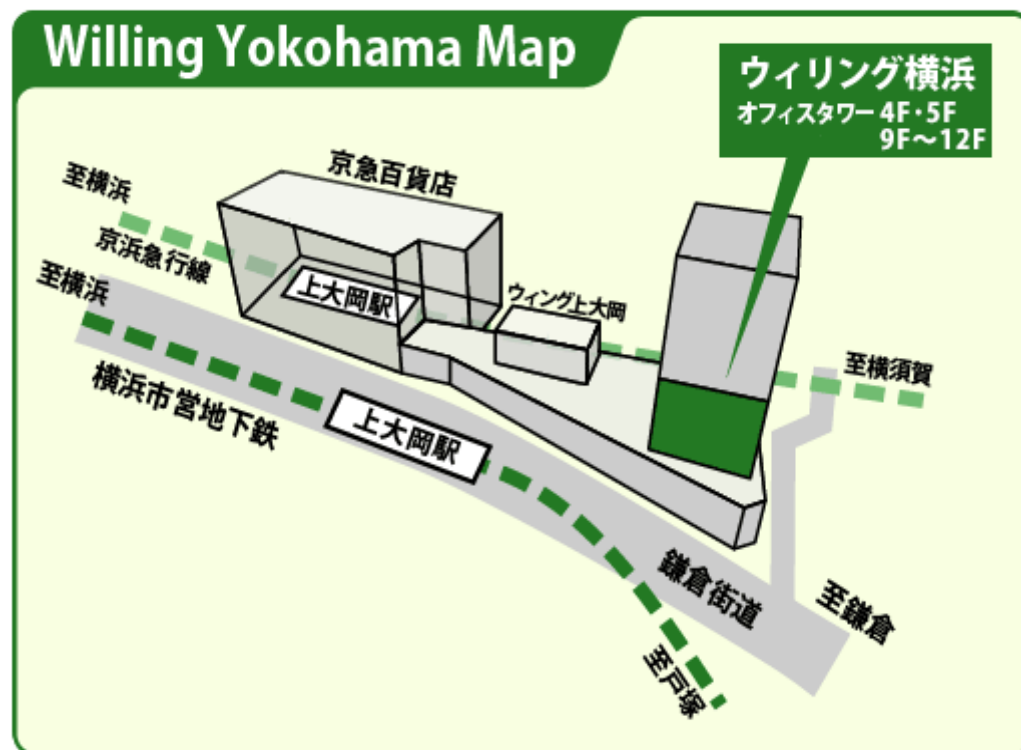 Willing Yokohama Map
ウィリング横浜
オフィスタワー 4F・5F
9F～12F
京急百貨店
至横浜
京浜急行線
至横浜
上大岡駅
ウィング上大岡
至横須賀
横浜市営地下鉄
上大岡駅
鎌倉街道
至鎌倉
至戸塚